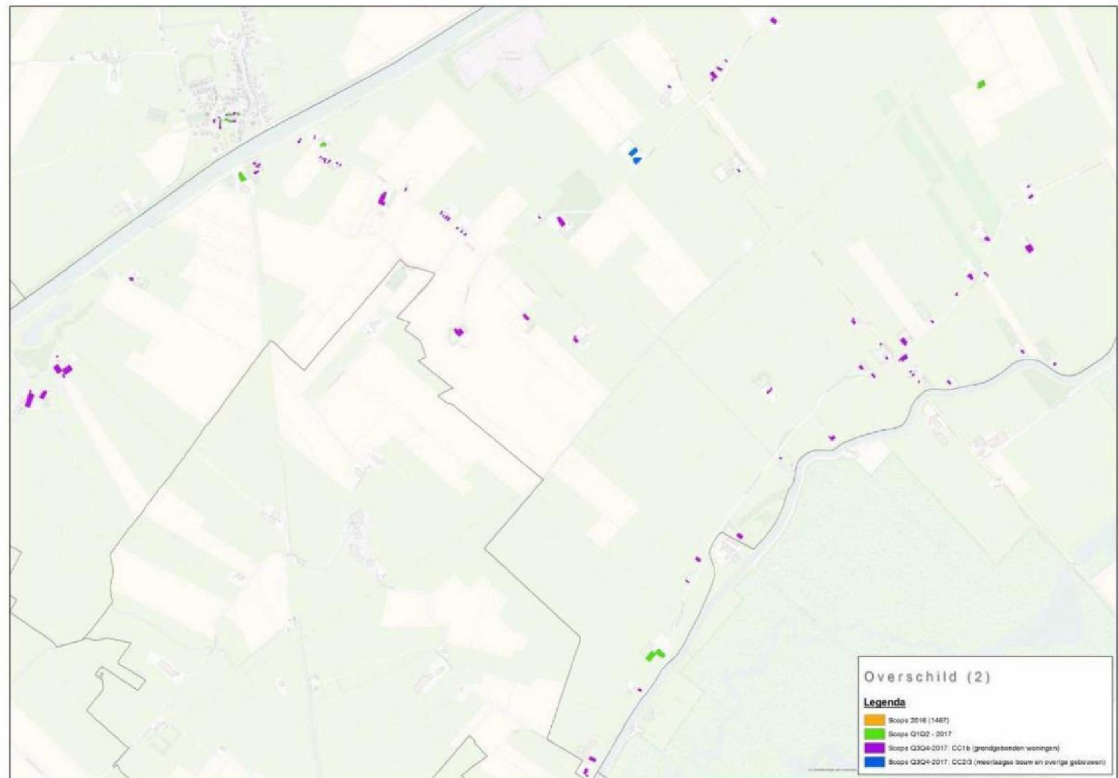 Overschild (2)
Legenda
Scope 2016 (1467)
Scope Q1Q2 - 2017
Scope Q3Q4-2017: CC1b (grondgebonden woningen)
Scope Q3Q4-2017: CC2/3 (meerlaagse bouw en overige gebouwen)